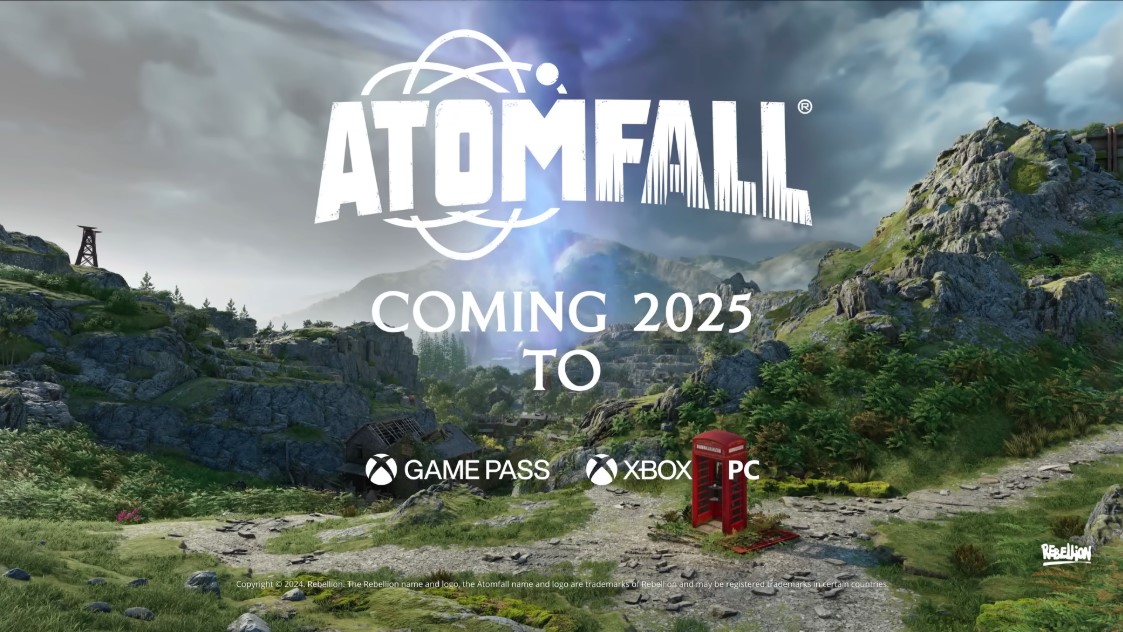 ATOMFALL®
COMING 2025
TO
GAME PASS XBOX PC
REBELLION
Copyright © 2024, Rebellion. The Rebellion name and logo, the Atomfall name and logo are trademarks of Rebellion and may be registered trademarks in certain countries.